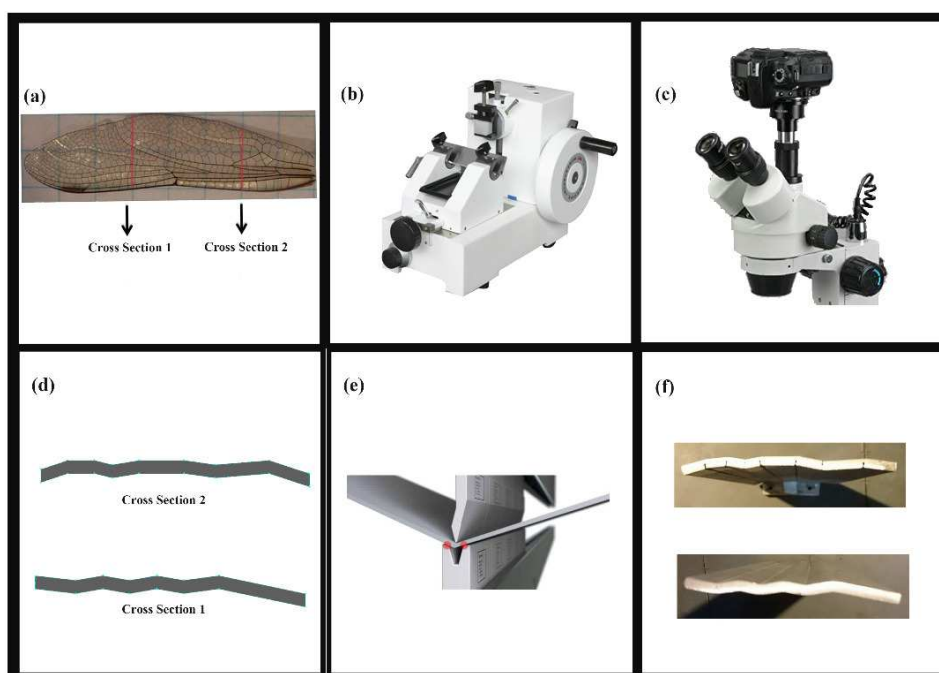 (a)
Cross Section 1
Cross Section 2
(b)
(c)
(d)
Cross Section 2
Cross Section 1
(e)
(f)